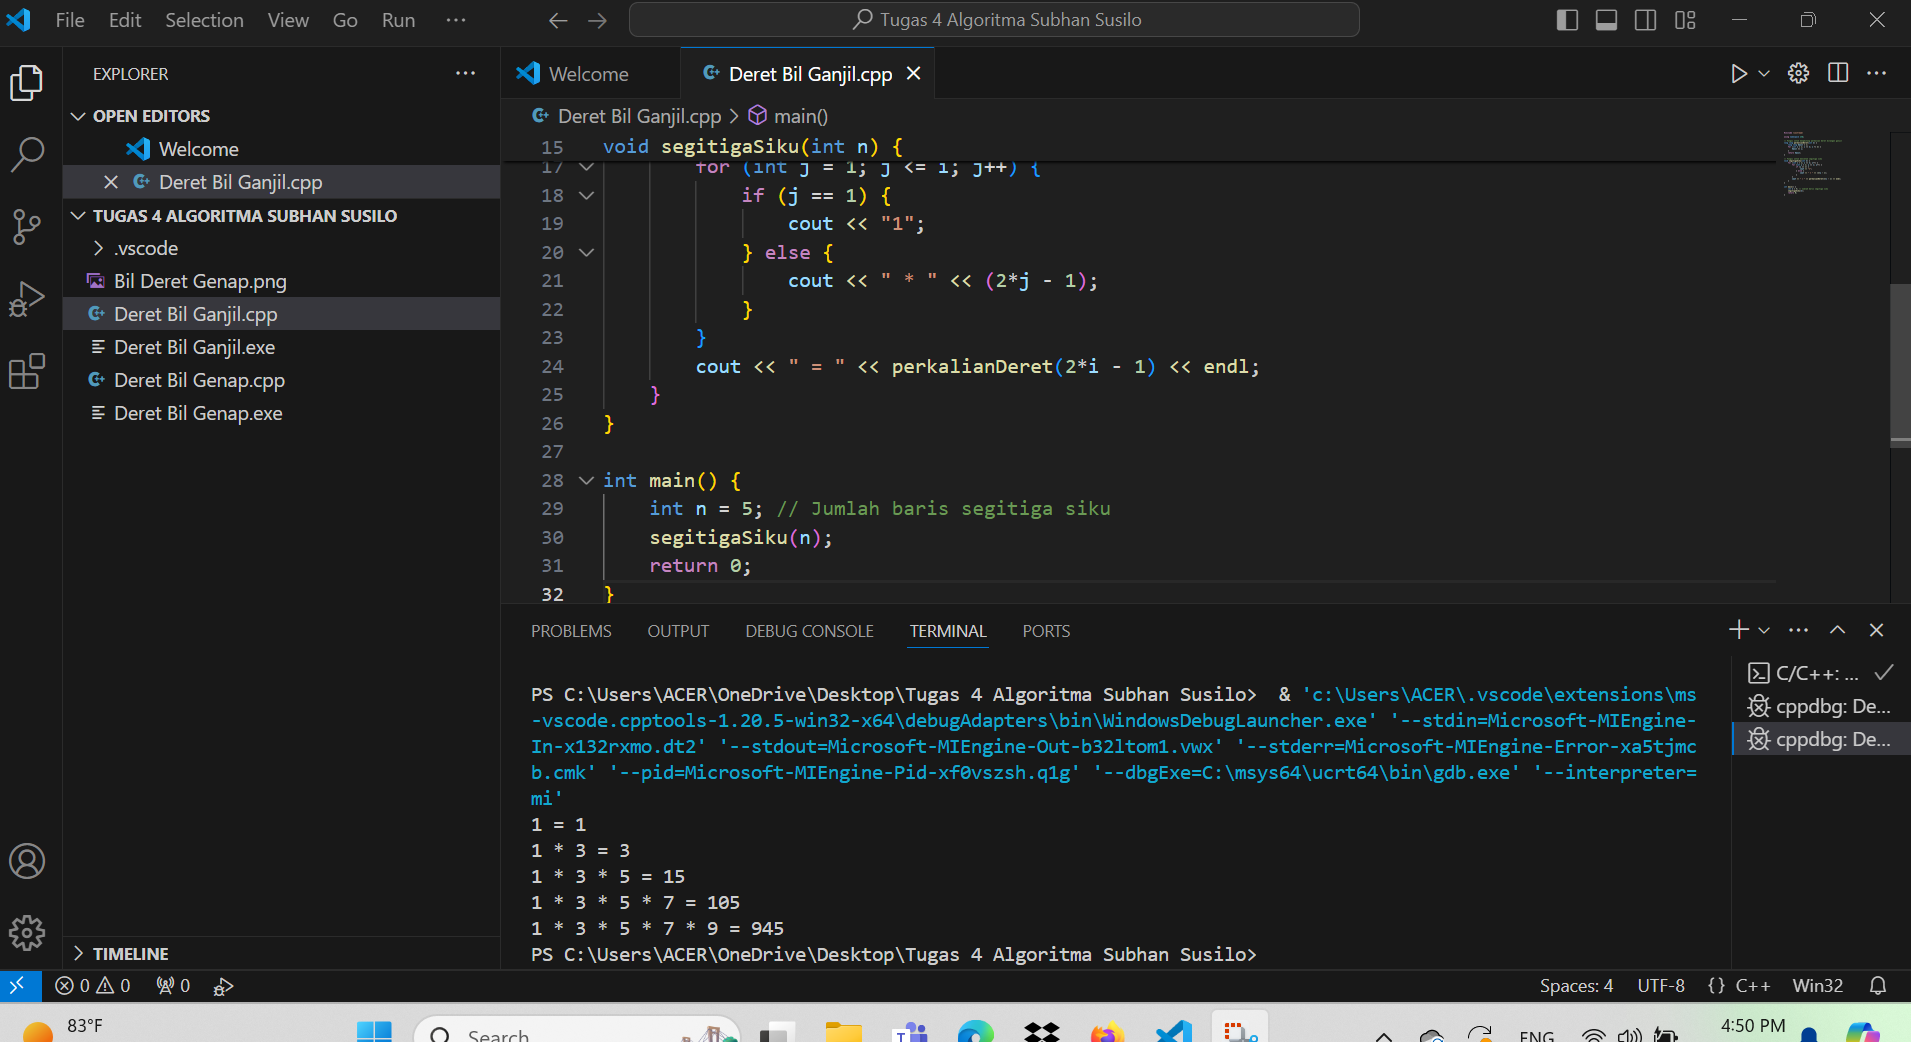 File Edit Selection View Go Run ...
Tugas 4 Algoritma Subhan Susilo
EXPLORER
OPEN EDITORS
Welcome
Deret Bil Ganjil.cpp
TUGAS 4 ALGORITMA SUBHAN SUSILO
.vscode
Bil Deret Genap.png
Deret Bil Ganjil.cpp
Deret Bil Ganjil.exe
Deret Bil Genap.cpp
Deret Bil Genap.exe
TIMELINE
Welcome Deret Bil Ganjil.cpp
Deret Bil Ganjil.cpp > main()
15 void segitigaSiku(int n) {
17 for (int j = 1; j <= i; j++) {
18 if (j == 1) {
19 cout << "1";
20 } else {
21 cout << " * " << (2*j - 1);
22 }
23 }
24 cout << " = " << perkalianDeret(2*i - 1) << endl;
25 }
26 }
27
28 int main() {
29 int n = 5; // Jumlah baris segitiga siku
30 segitigaSiku(n);
31 return 0;
32 }
PROBLEMS OUTPUT DEBUG CONSOLE TERMINAL PORTS
PS C:\Users\ACER\OneDrive\Desktop\Tugas 4 Algoritma Subhan Susilo> & 'c:\Users\ACER\.vscode\extensions\ms
-vscode.cpptools-1.20.5-win32-x64\debugAdapters\bin\WindowsDebugLauncher.exe' '--stdin=Microsoft-MIEngine-
In-x132rxmo.dt2' '--stdout=Microsoft-MIEngine-Out-b32ltom1.vwx' '--stderr=Microsoft-MIEngine-Error-xa5tjmc
b.cmk' '--pid=Microsoft-MIEngine-Pid-xf0vszsh.q1g' '--dbgExe=C:\msys64\ucrt64\bin\gdb.exe' '--interpreter=
mi'
1 = 1
1 * 3 = 3
1 * 3 * 5 = 15
1 * 3 * 5 * 7 = 105
1 * 3 * 5 * 7 * 9 = 945
PS C:\Users\ACER\OneDrive\Desktop\Tugas 4 Algoritma Subhan Susilo>
C/C++: ...
cppdbg: De...
cppdbg: De...
0 0 0 Spaces: 4 UTF-8 {} C++ Win32
83°F
Search
ENG
4:50 PM